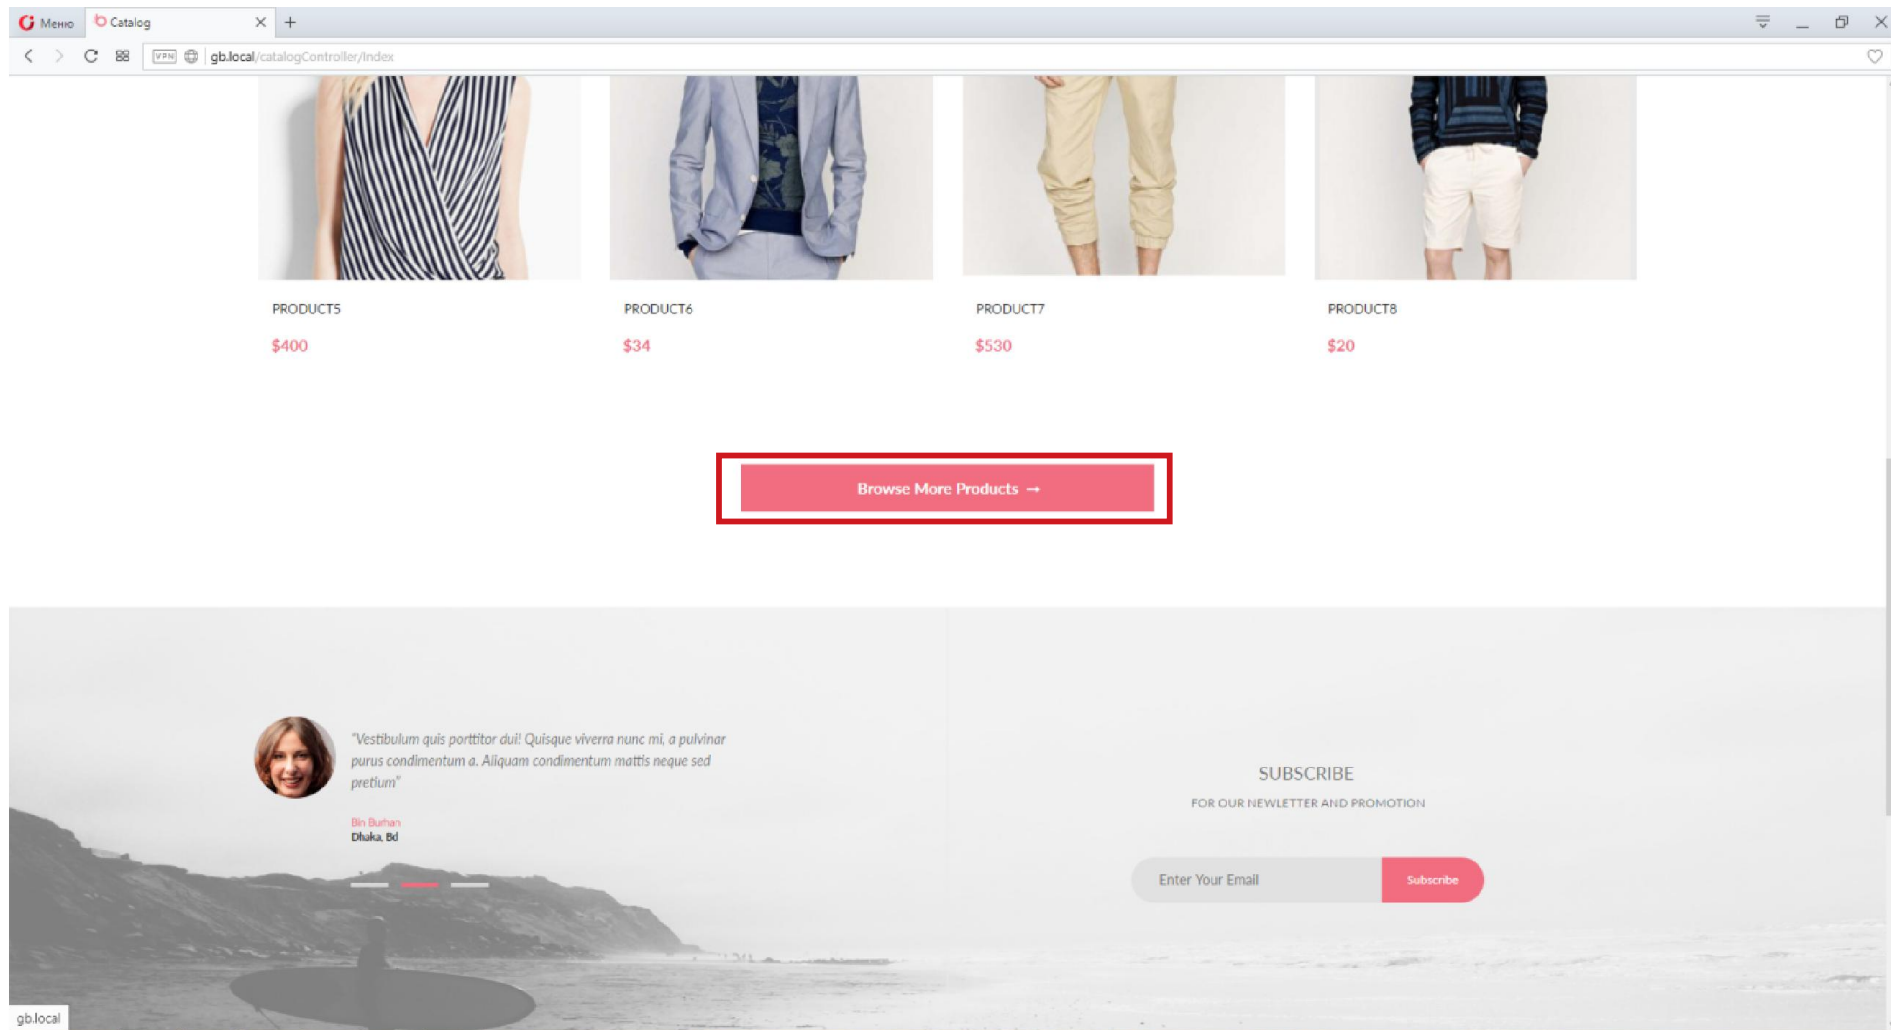 Меню
Catalog
VPN
gb.local/catalogController/Index
PRODUCT5
PRODUCT6
PRODUCT7
PRODUCT8
$400
$34
$530
$20
Browse More Products →
"Vestibulum quis porttitor dui! Quisque viverra nunc mi, a pulvinar
purus condimentum a. Aliquam condimentum mattis neque sed
pretium"
Bin Burhan
Dhaka, Bd
SUBSCRIBE
FOR OUR NEWLETTER AND PROMOTION
Enter Your Email
Subscribe
gb.local